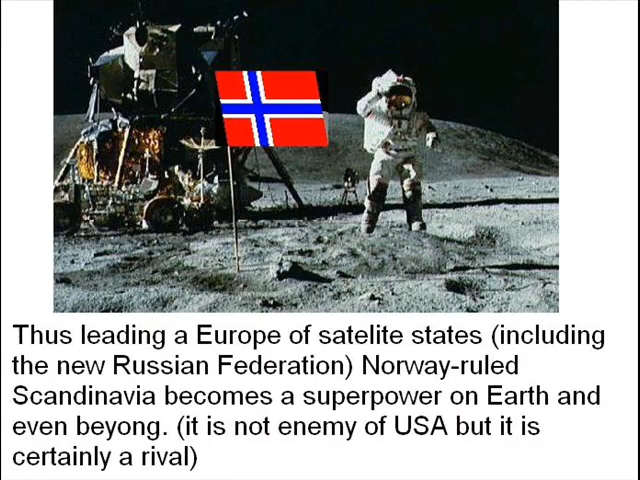 Thus leading a Europe of satelite states (including
the new Russian Federation) Norway-ruled
Scandinavia becomes a superpower on Earth and
even beyong. (it is not enemy of USA but it is
certainly a rival)